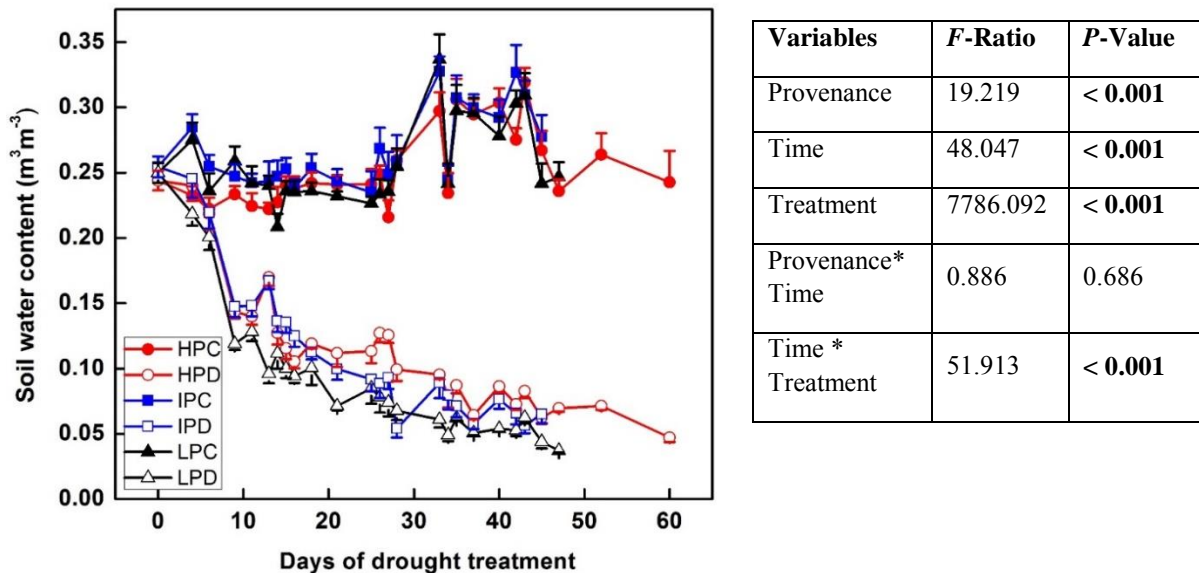 Soil water content (m³m⁻³)
0.35
0.30
0.25
0.20
0.15
0.10
0.05
0.00
HPC
HPD
IPC
IPD
LPC
LPD
0 10 20 30 40 50 60
Days of drought treatment
Variables F-Ratio P-Value
Provenance 19.219 < 0.001
Time 48.047 < 0.001
Treatment 7786.092 < 0.001
Provenance*
Time 0.886 0.686
Time *
Treatment 51.913 < 0.001